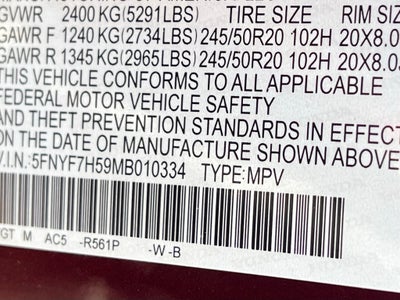 GVWR 2400 KG(5291LBS) TIRE SIZE RIM SIZE
GAWR F 1240 KG(2734LBS) 245/50R20 102H 20X8.0
GAWR R 1345 KG(2965LBS) 245/50R20 102H 20X8.0
THIS VEHICLE CONFORMS TO ALL APPLICABLE
FEDERAL MOTOR VEHICLE SAFETY
AND THEFT PREVENTION STANDARDS IN EFFECT
ON THE DATE OF MANUFACTURE SHOWN ABOVE
V.I.N.:5FNYF7H59MB010334 TYPE:MPV
GT M AC5 -R561P -W-B